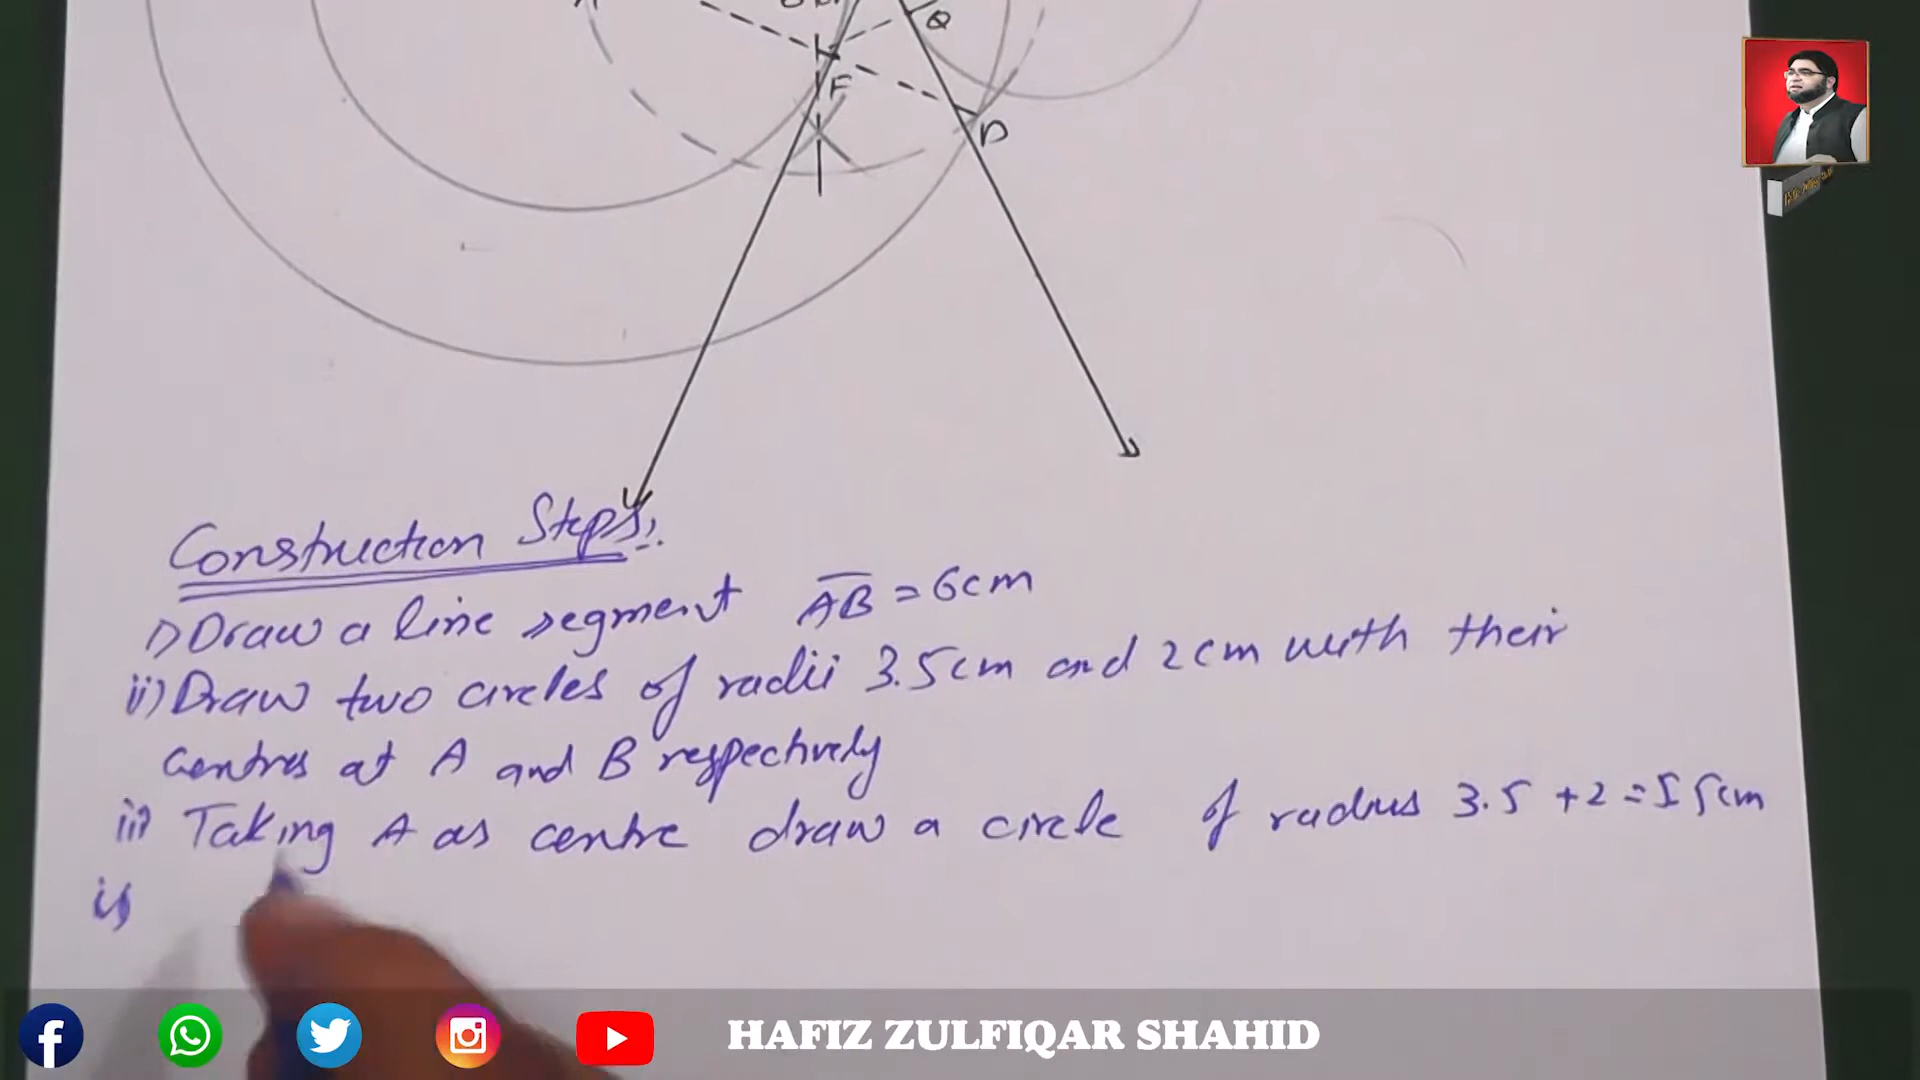 Q
F
D
Construction Steps:
i) Draw a line segment AB = 6cm
ii) Draw two circles of radii 3.5cm and 2cm with their
centres at A and B respectively
iii) Taking A as centre draw a circle of radius 3.5 + 2 = 5.5cm
HAFIZ ZULFIQAR SHAHID